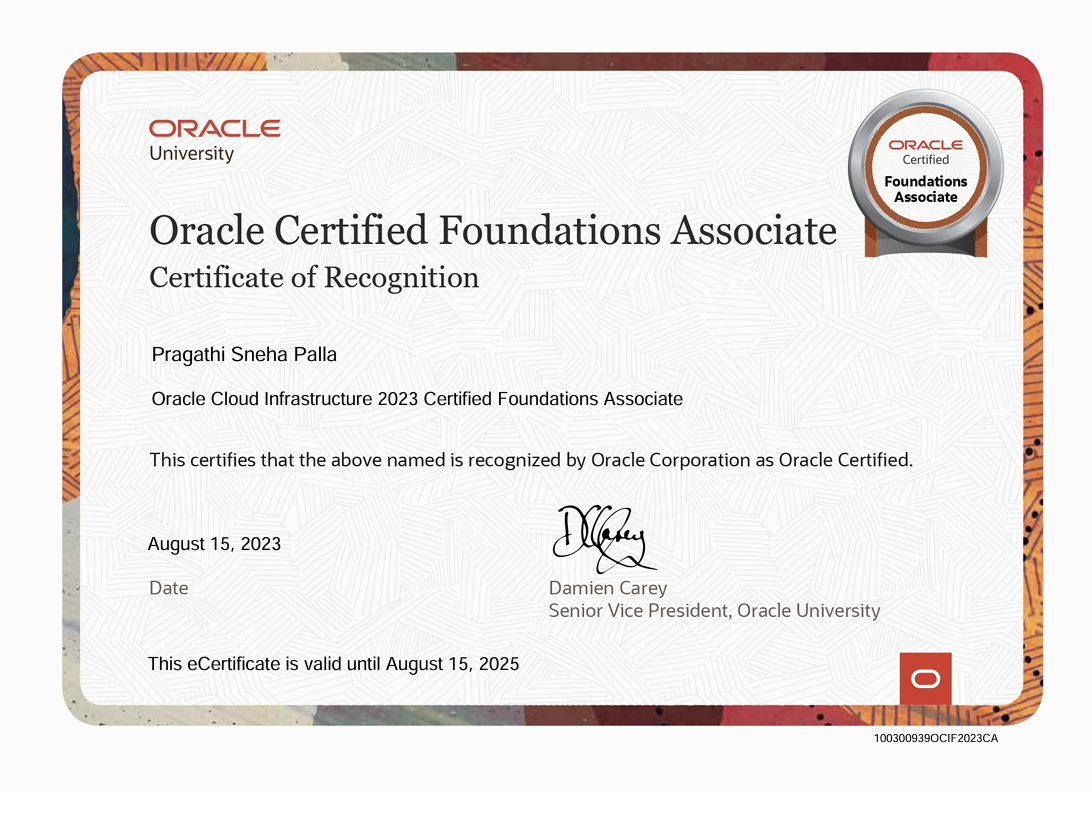 ORACLE
University
ORACLE
Certified
Foundations
Associate
Oracle Certified Foundations Associate
Certificate of Recognition
Pragathi Sneha Palla
Oracle Cloud Infrastructure 2023 Certified Foundations Associate
This certifies that the above named is recognized by Oracle Corporation as Oracle Certified.
DCarey
August 15, 2023
Date
Damien Carey
Senior Vice President, Oracle University
This eCertificate is valid until August 15, 2025
100300939OCIF2023CA